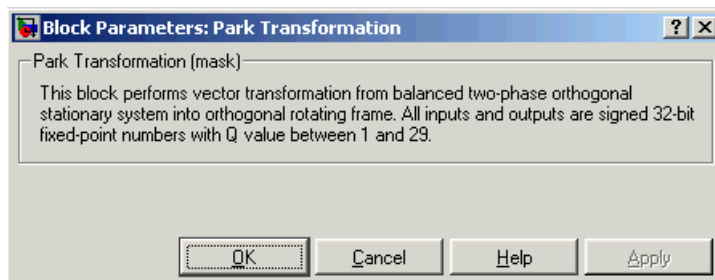 Block Parameters: Park Transformation
Park Transformation (mask)
This block performs vector transformation from balanced two-phase orthogonal
stationary system into orthogonal rotating frame. All inputs and outputs are signed 32-bit
fixed-point numbers with Q value between 1 and 29.
OK Cancel Help Apply